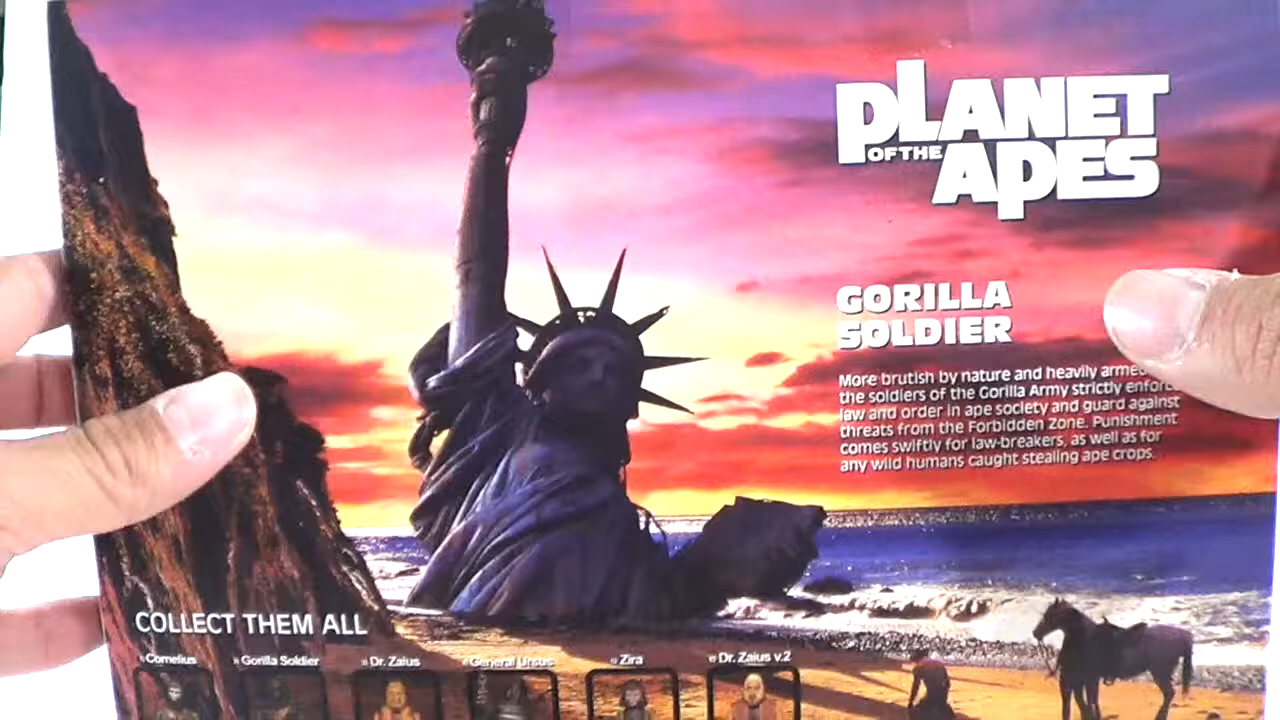 PLANET
OF THE
APES
GORILLA
SOLDIER
More brutish by nature and heavily
the soldiers of the Gorilla Army strictly
law and order in ape society and guard against
threats from the Forbidden Zone. Punishment
comes swiftly for law-breakers, as well as for
any wild humans caught stealing ape crops.
COLLECT THEM ALL
Cornelius
Gorilla Soldier
Dr. Zaius
General Ursus
Zira
Dr. Zaius v.2